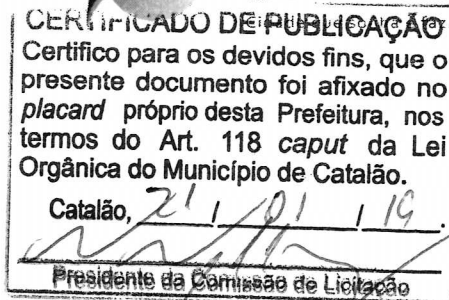 CERTIFICADO DE PUBLICAÇÃO
Certifico para os devidos fins, que o
presente documento foi afixado no
placard próprio desta Prefeitura, nos
termos do Art. 118 caput da Lei
Orgânica do Município de Catalão.
Catalão, 21 / 01 / 19.
Presidente da Comissão de Licitação